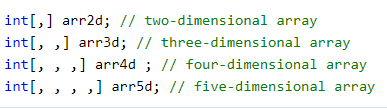 int[,] arr2d; // two-dimensional array
int[, ,] arr3d; // three-dimensional array
int[, , ,] arr4d ; // four-dimensional array
int[, , , ,] arr5d; // five-dimensional array